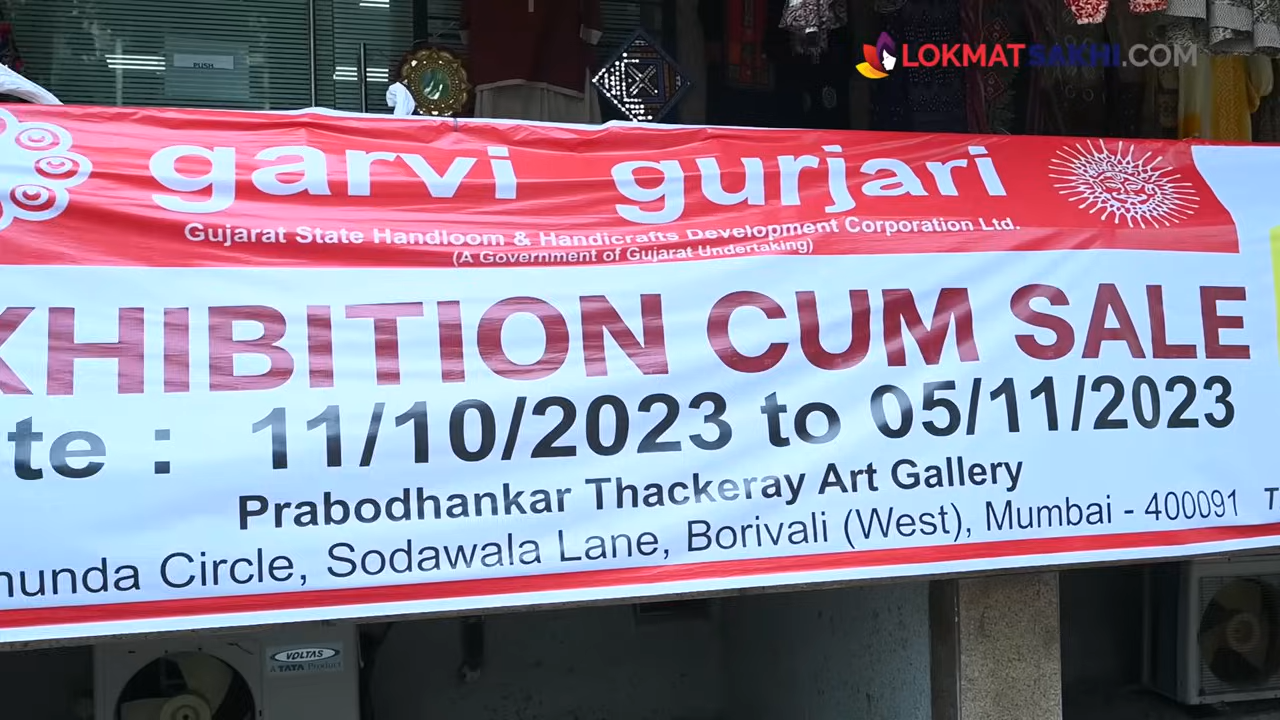 PUSH
LOKMATSAKHI.COM
garvi gurjari
Gujarat State Handloom & Handicrafts Development Corporation Ltd.
(A Government of Gujarat Undertaking)
XHIBITION CUM SALE
te : 11/10/2023 to 05/11/2023
Prabodhankar Thackeray Art Gallery
unda Circle, Sodawala Lane, Borivali (West), Mumbai - 400091 T
VOLTAS
A TATA Product